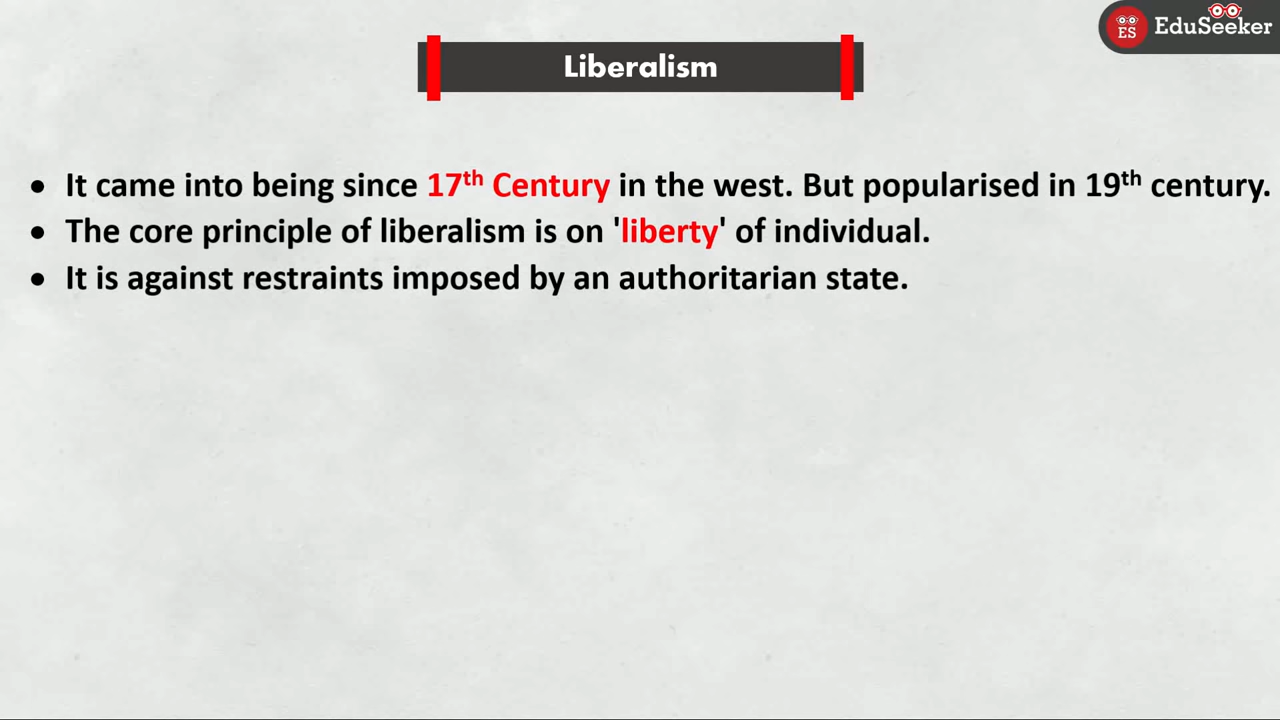 ES EduSeeker
Liberalism
• It came into being since 17th Century in the west. But popularised in 19th century.
• The core principle of liberalism is on 'liberty' of individual.
• It is against restraints imposed by an authoritarian state.